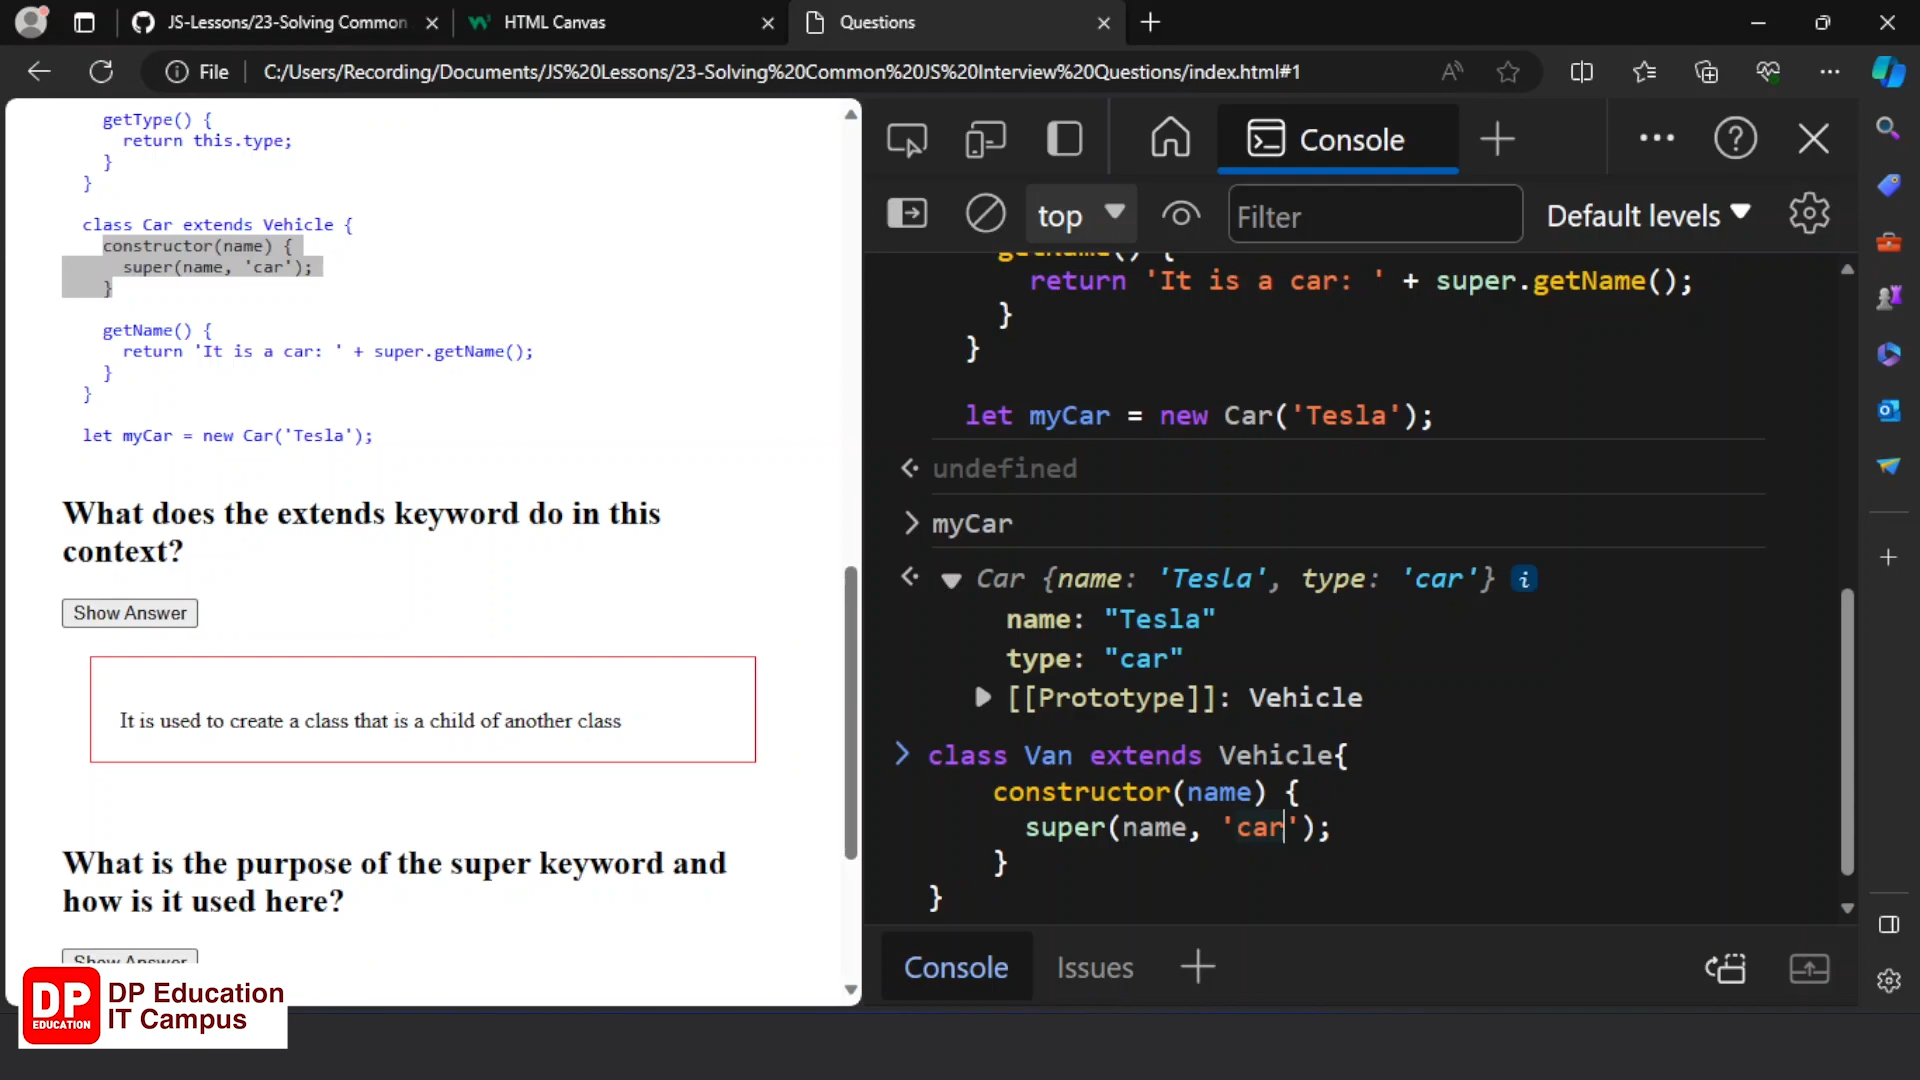 JS-Lessons/23-Solving Common
HTML Canvas
Questions
File
C:/Users/Recording/Documents/JS%20Lessons/23-Solving%20Common%20JS%20Interview%20Questions/index.html#1
getType() {
return this.type;
}
}
class Car extends Vehicle {
constructor(name) {
super(name, 'car');
}
getName() {
return 'It is a car: ' + super.getName();
}
}
let myCar = new Car('Tesla');
What does the extends keyword do in this
context?
Show Answer
It is used to create a class that is a child of another class
What is the purpose of the super keyword and
how is it used here?
Show Answer
DP
EDUCATION
DP Education
IT Campus
Console
top
Filter
Default levels
getName() {
return 'It is a car: ' + super.getName();
}
}
let myCar = new Car('Tesla');
undefined
myCar
Car {name: 'Tesla', type: 'car'}
name: "Tesla"
type: "car"
[[Prototype]]: Vehicle
class Van extends Vehicle{
constructor(name) {
super(name, 'car');
}
}
Console
Issues